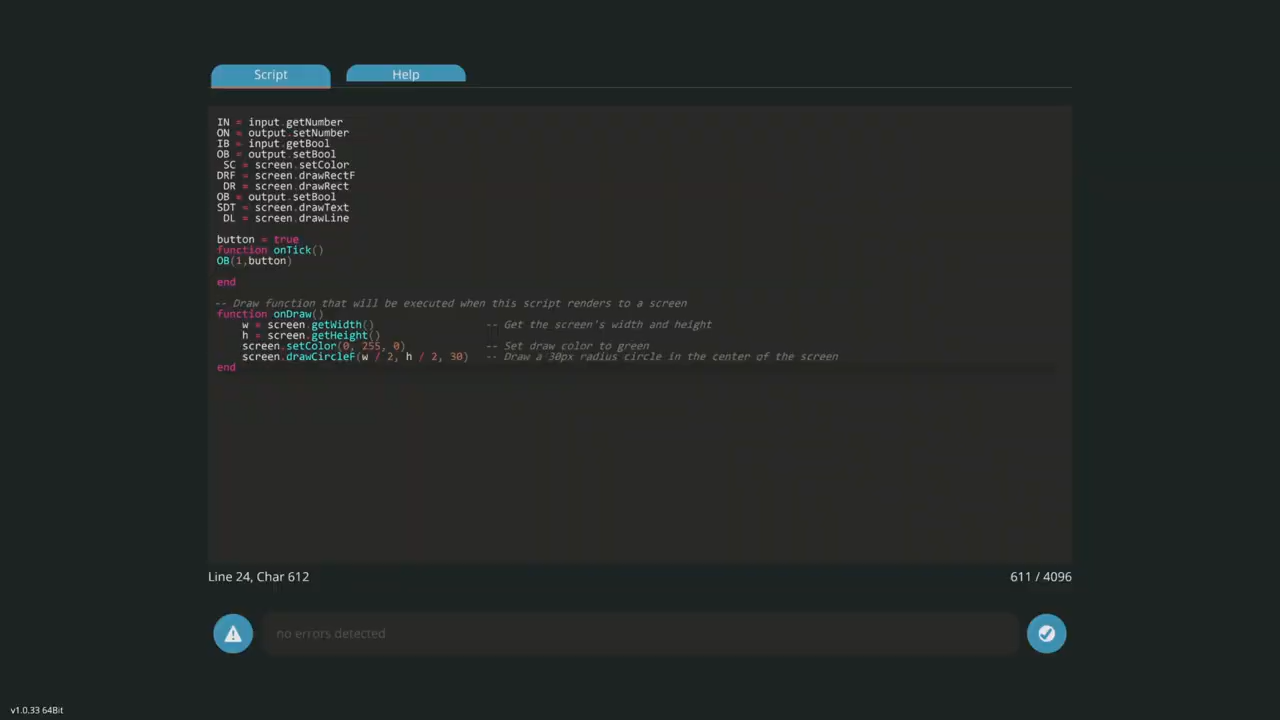 Script
Help
IN = input.getNumber
ON = output.setNumber
IB = input.getBool
OB = output.setBool
SC = screen.setColor
DRF = screen.drawRectF
DR = screen.drawRect
OB = output.setBool
SDT = screen.drawText
DL = screen.drawLine
button = true
function onTick()
OB(1,button)
end
-- Draw function that will be executed when this script renders to a screen
function onDraw()
w = screen.getWidth() -- Get the screen's width and height
h = screen.getHeight()
screen.setColor(0, 255, 0) -- Set draw color to green
screen.drawCircleF(w / 2, h / 2, 30) -- Draw a 30px radius circle in the center of the screen
end
Line 24, Char 612
611 / 4096
no errors detected
v1.0.33 64Bit